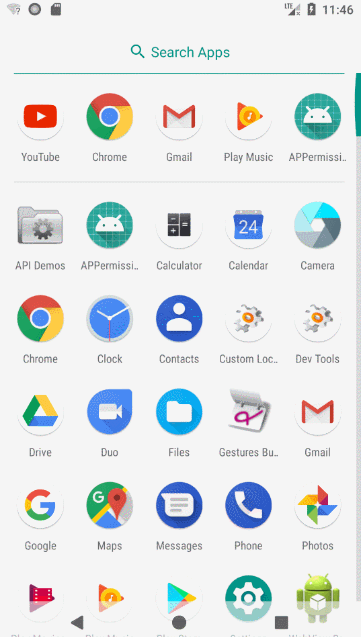 LTE 11:46
Search Apps
YouTube Chrome Gmail Play Music APPermissi..
API Demos APPermissi.. Calculator Calendar Camera
24
Chrome Clock Contacts Custom Loc.. Dev Tools
Drive Duo Files Gestures Bu.. Gmail
Google Maps Messages Phone Photos